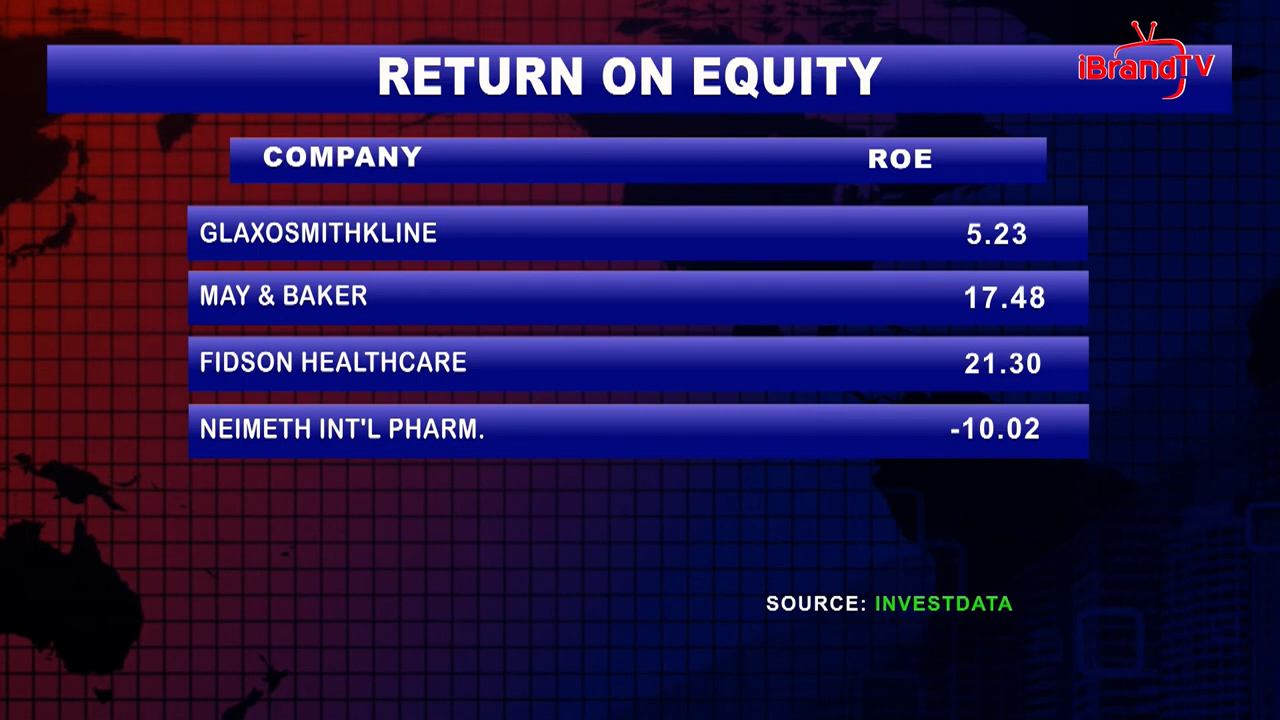 RETURN ON EQUITY
iBrandTV
COMPANY ROE
GLAXOSMITHKLINE 5.23
MAY & BAKER 17.48
FIDSON HEALTHCARE 21.30
NEIMETH INT'L PHARM. -10.02
SOURCE: INVESTDATA